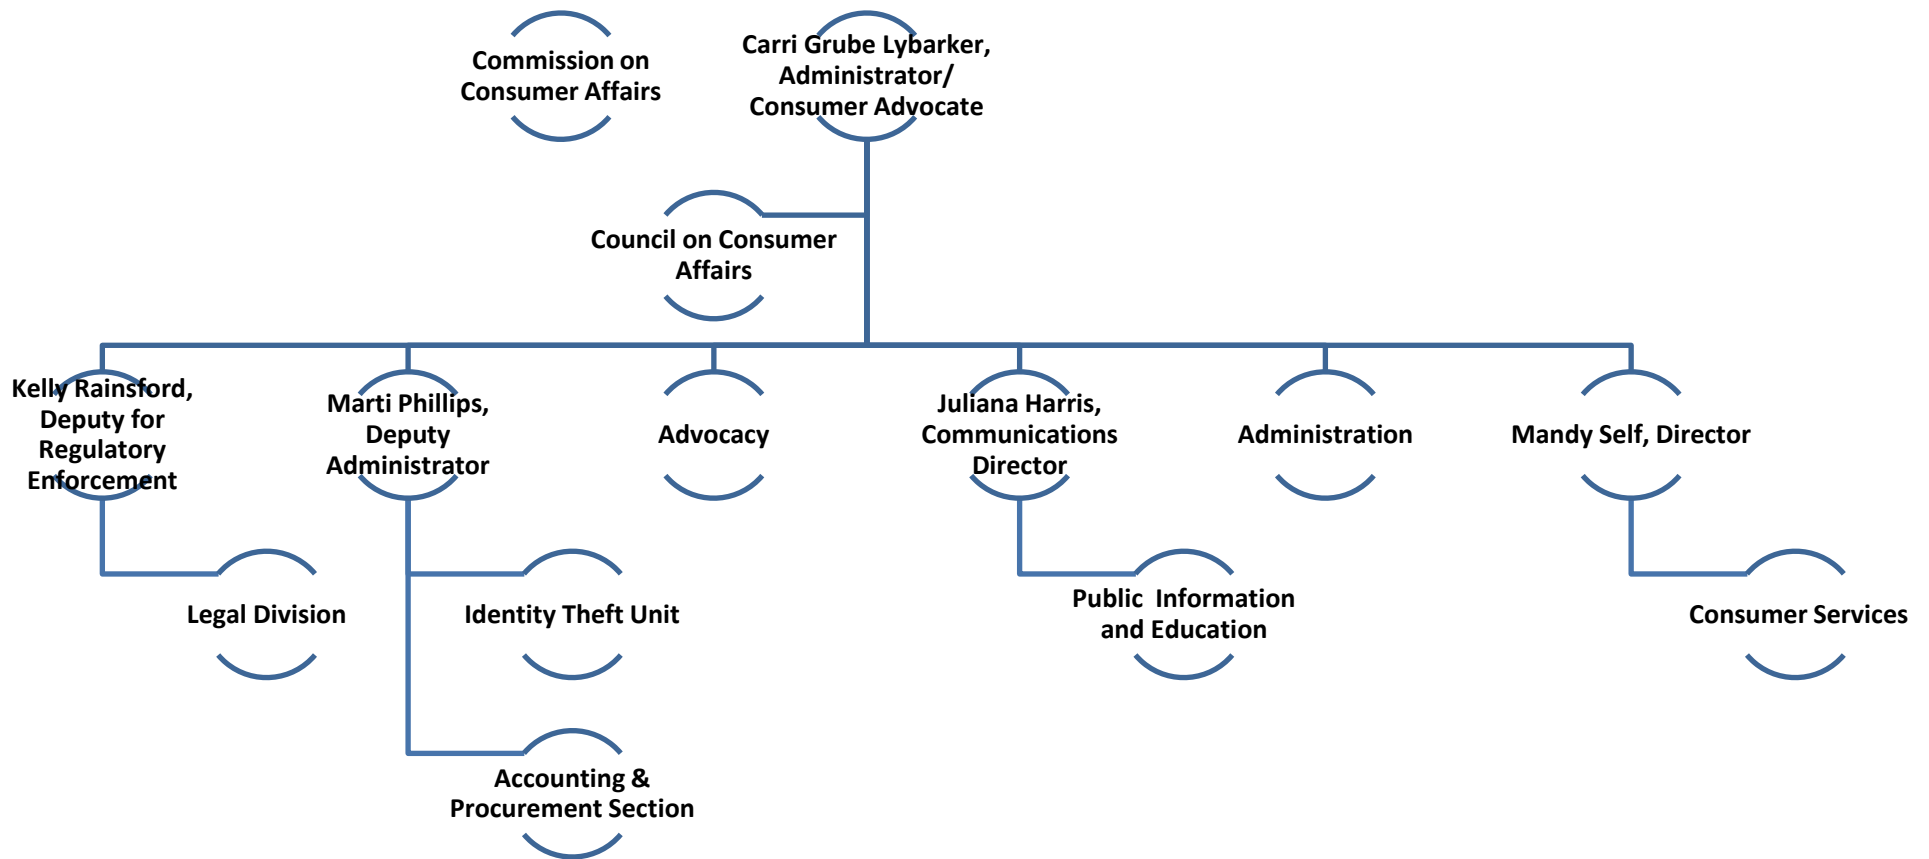 Commission on
Consumer Affairs
Carri Grube Lybarker,
Administrator/
Consumer Advocate
Council on Consumer
Affairs
Kelly Rainsford,
Deputy for
Regulatory
Enforcement
Marti Phillips,
Deputy
Administrator
Advocacy
Juliana Harris,
Communications
Director
Administration
Mandy Self, Director
Legal Division
Identity Theft Unit
Public  Information
and Education
Consumer Services
Accounting &
Procurement Section